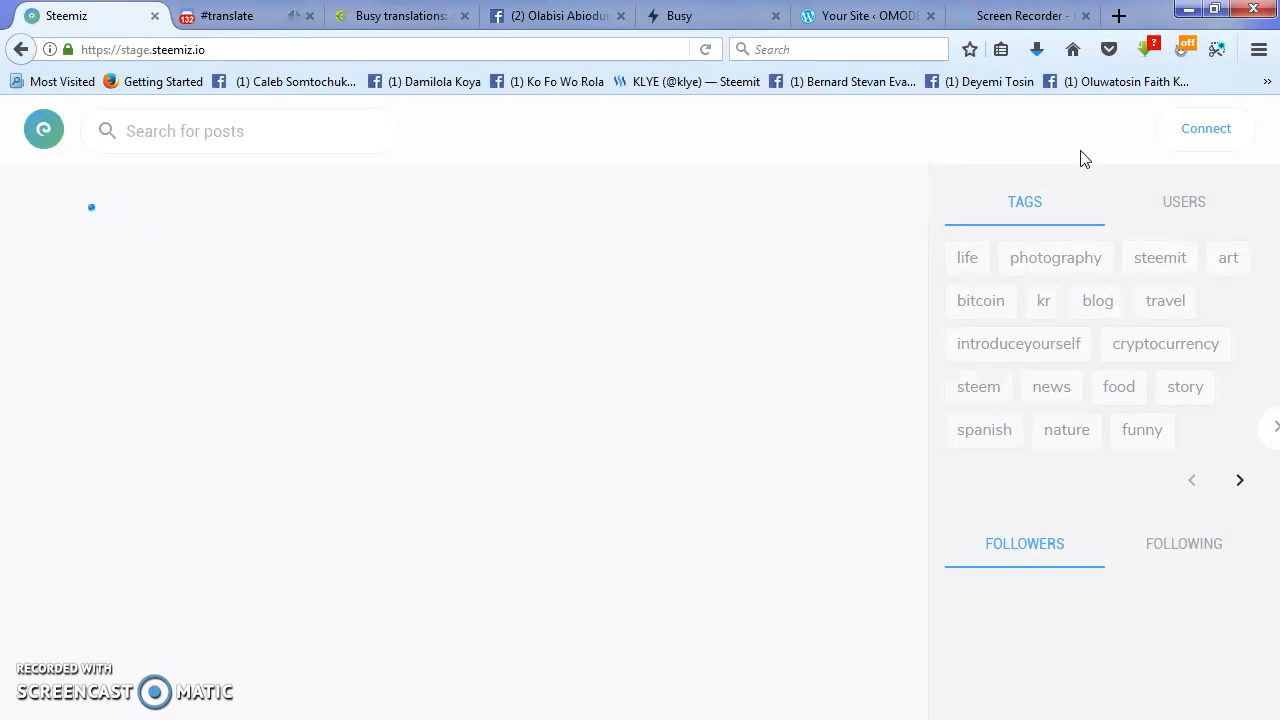 Steemiz
132
#translate
Busy translations: c
(2) Olabisi Abiodu
Busy
Your Site · OMODE
Screen Recorder -
https://stage.steemiz.io
Search
?
off
Most Visited
Getting Started
(1) Caleb Somtochuk...
(1) Damilola Koya
(1) Ko Fo Wo Rola
KLYE (@klye) — Steemit
(1) Bernard Stevan Eva...
(1) Deyemi Tosin
(1) Oluwatosin Faith K...
Search for posts
Connect
TAGS
USERS
life photography steemit art
bitcoin kr blog travel
introduceyourself cryptocurrency
steem news food story
spanish nature funny
FOLLOWERS
FOLLOWING
RECORDED WITH
SCREENCAST MATIC